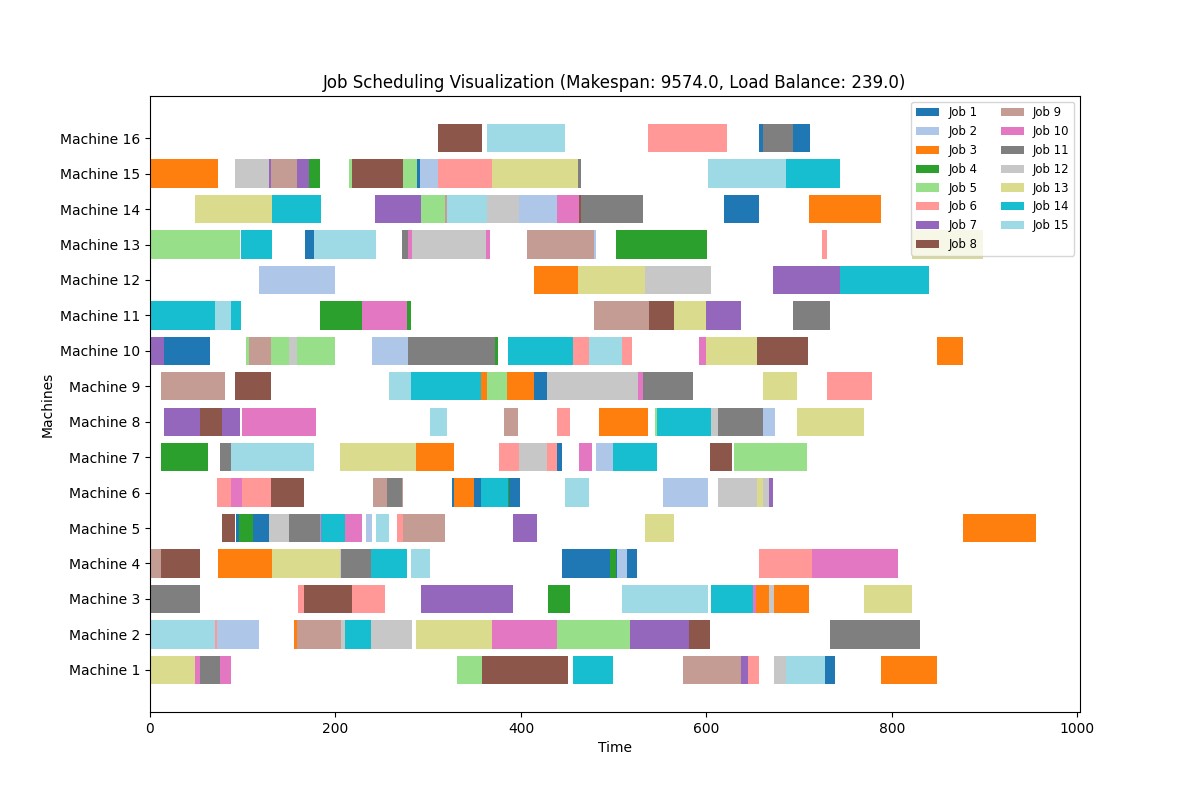 Job Scheduling Visualization (Makespan: 9574.0, Load Balance: 239.0)
Machine 16
Machine 15
Machine 14
Machine 13
Machine 12
Machine 11
Machine 10
Machine 9
Machine 8
Machine 7
Machine 6
Machine 5
Machine 4
Machine 3
Machine 2
Machine 1
Machines
Job 1
Job 2
Job 3
Job 4
Job 5
Job 6
Job 7
Job 8
Job 9
Job 10
Job 11
Job 12
Job 13
Job 14
Job 15
0 200 400 600 800 1000
Time